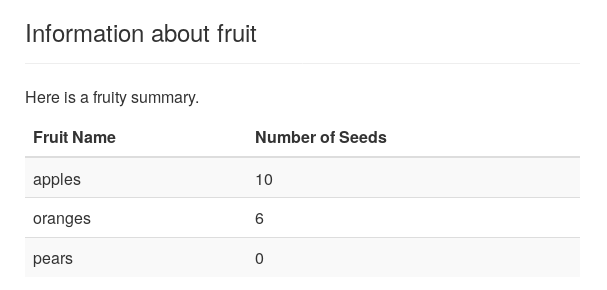 Information about fruit
Here is a fruity summary.
Fruit Name Number of Seeds
apples 10
oranges 6
pears 0